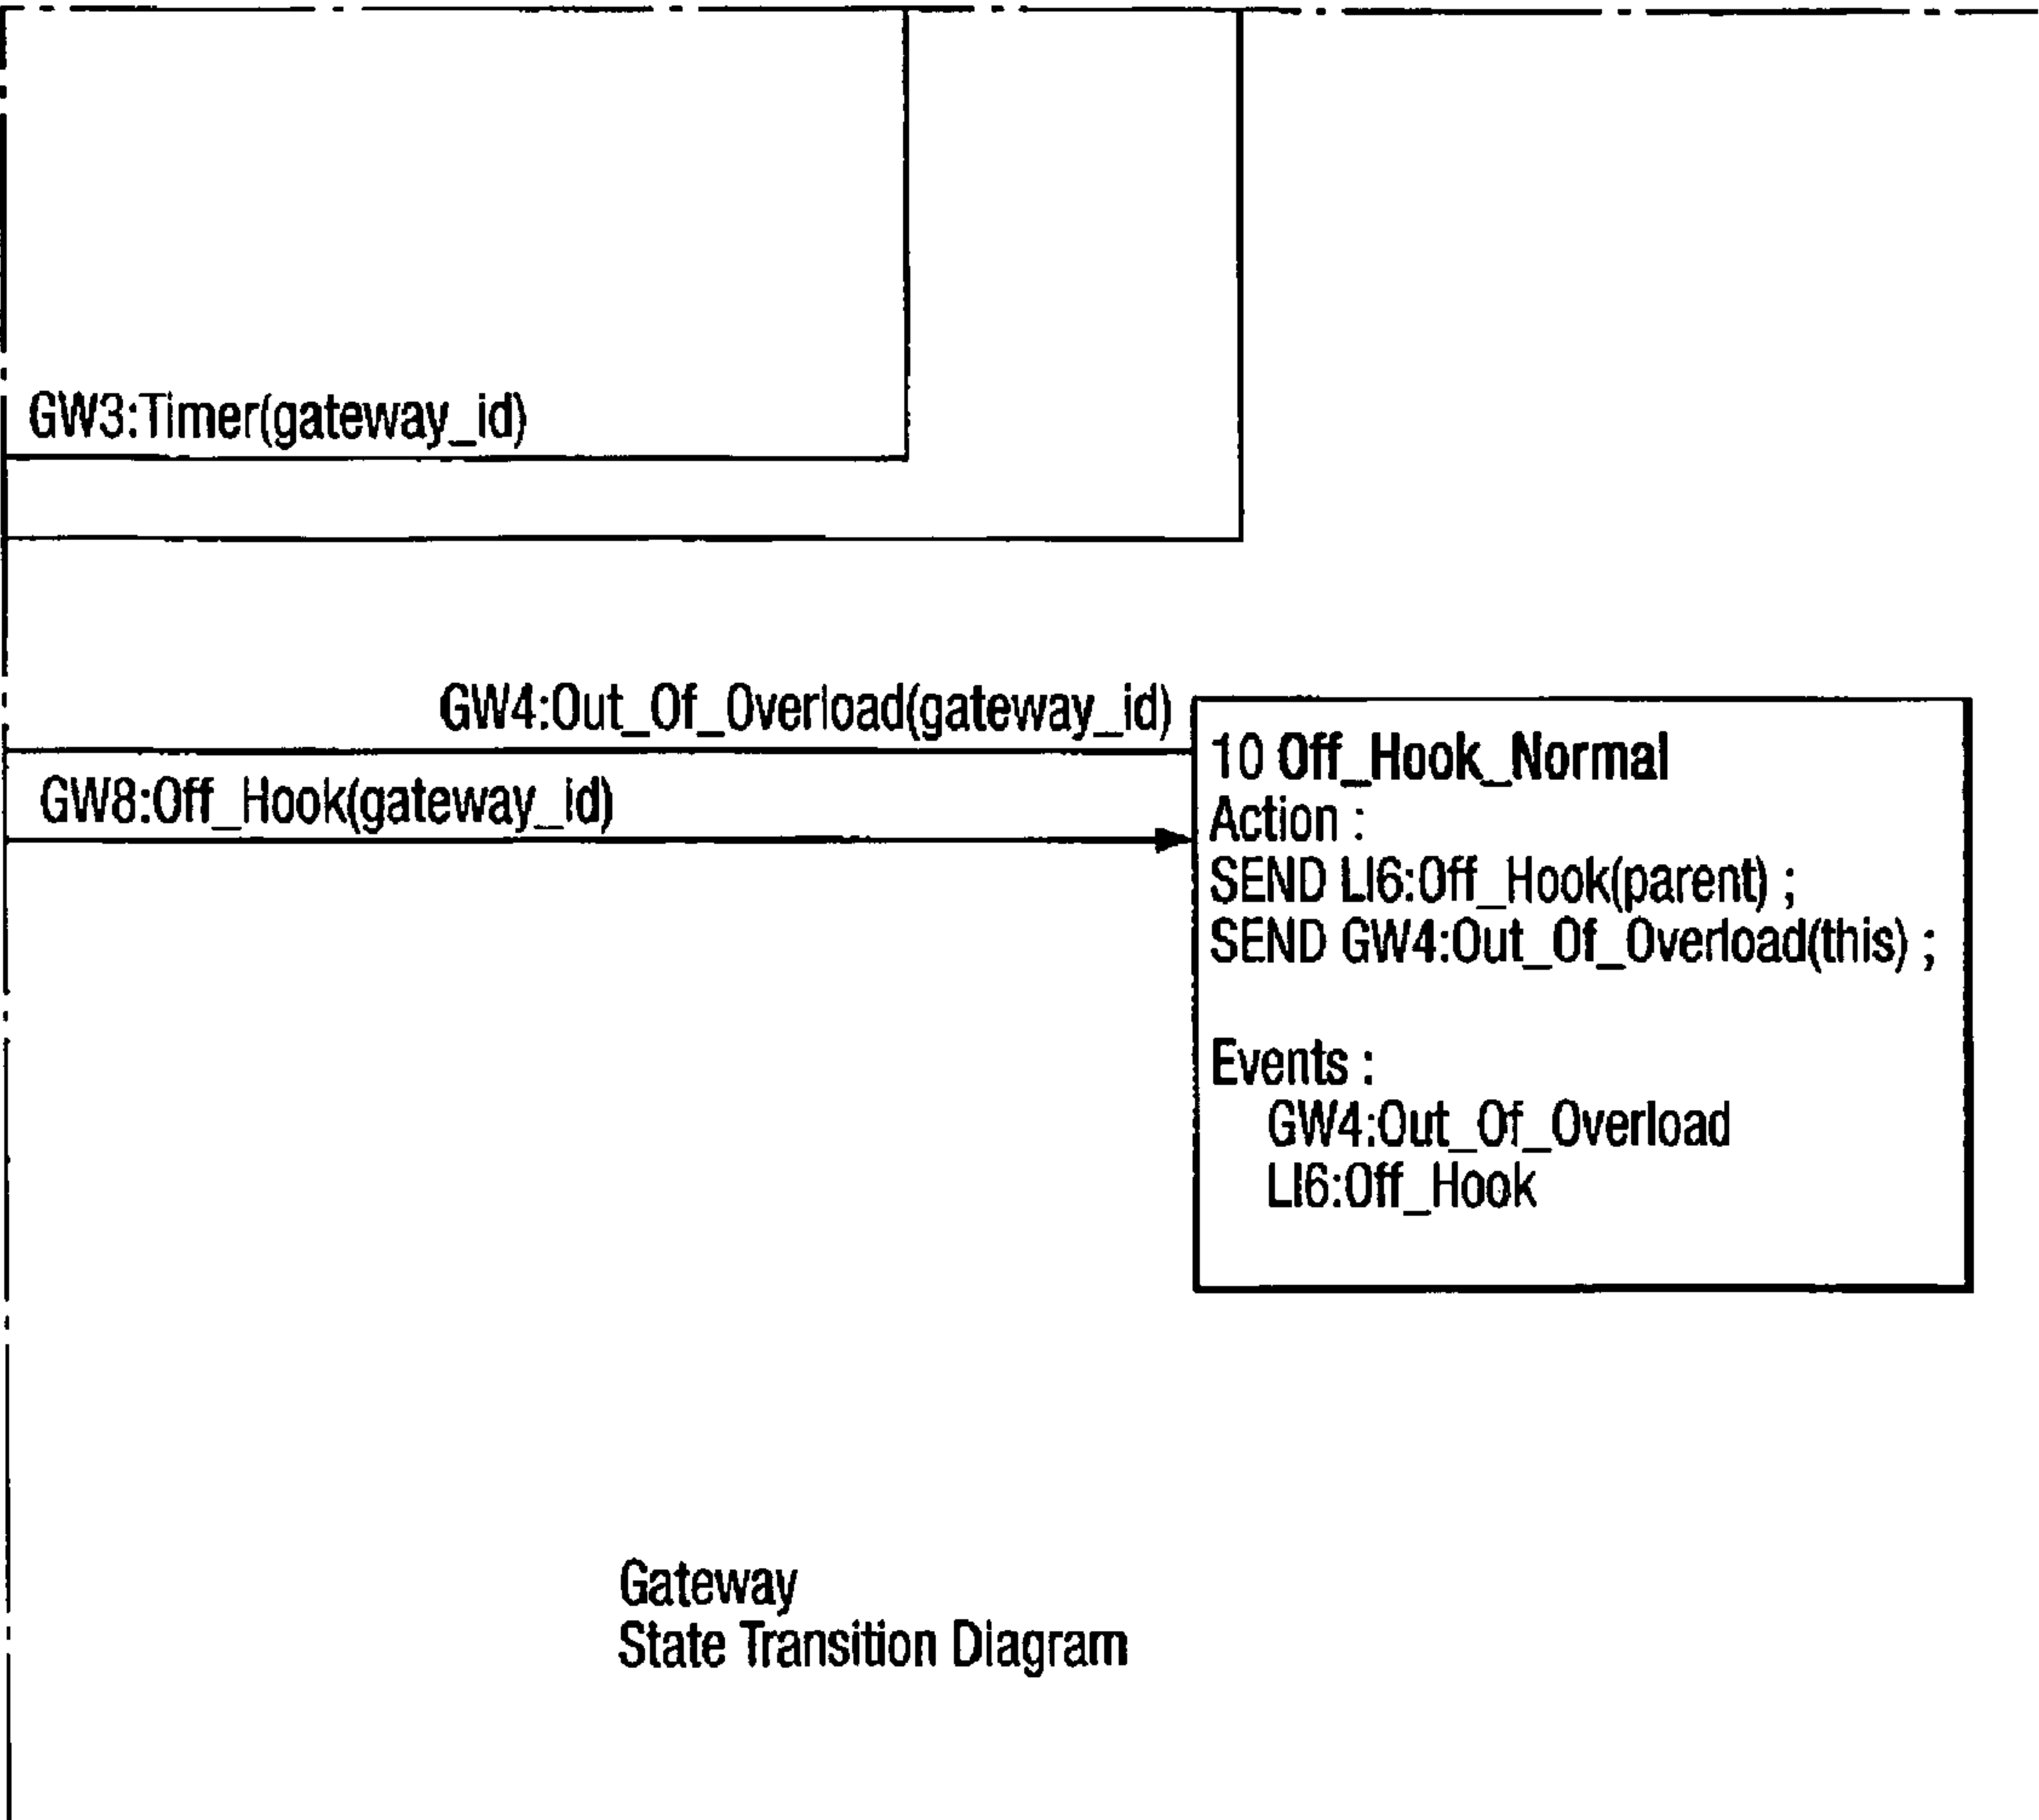 GW3:Timer(gateway_id)
GW4:Out_Of_Overload(gateway_id)
GW8:Off_Hook(gateway_id)
10 Off_Hook_Normal
Action :
SEND LI6:Off_Hook(parent) ;
SEND GW4:Out_Of_Overload(this) ;
Events :
GW4:Out_Of_Overload
LI6:Off_Hook
Gateway
State Transition Diagram